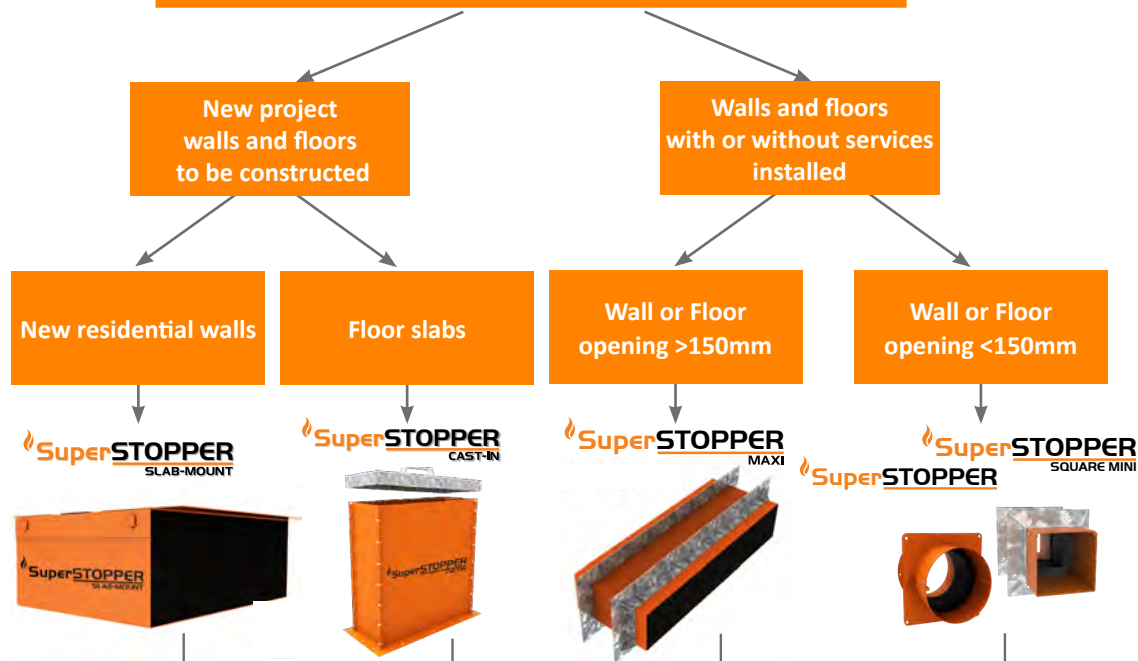 New project
walls and floors
to be constructed
Walls and floors
with or without services
installed
New residential walls
Floor slabs
Wall or Floor
opening >150mm
Wall or Floor
opening <150mm
SuperSTOPPER
SLAB-MOUNT
SuperSTOPPER
CAST-IN
SuperSTOPPER
MAXI
SuperSTOPPER
SQUARE MINI
SuperSTOPPER
SuperSTOPPER
SLAB-MOUNT
SuperSTOPPER